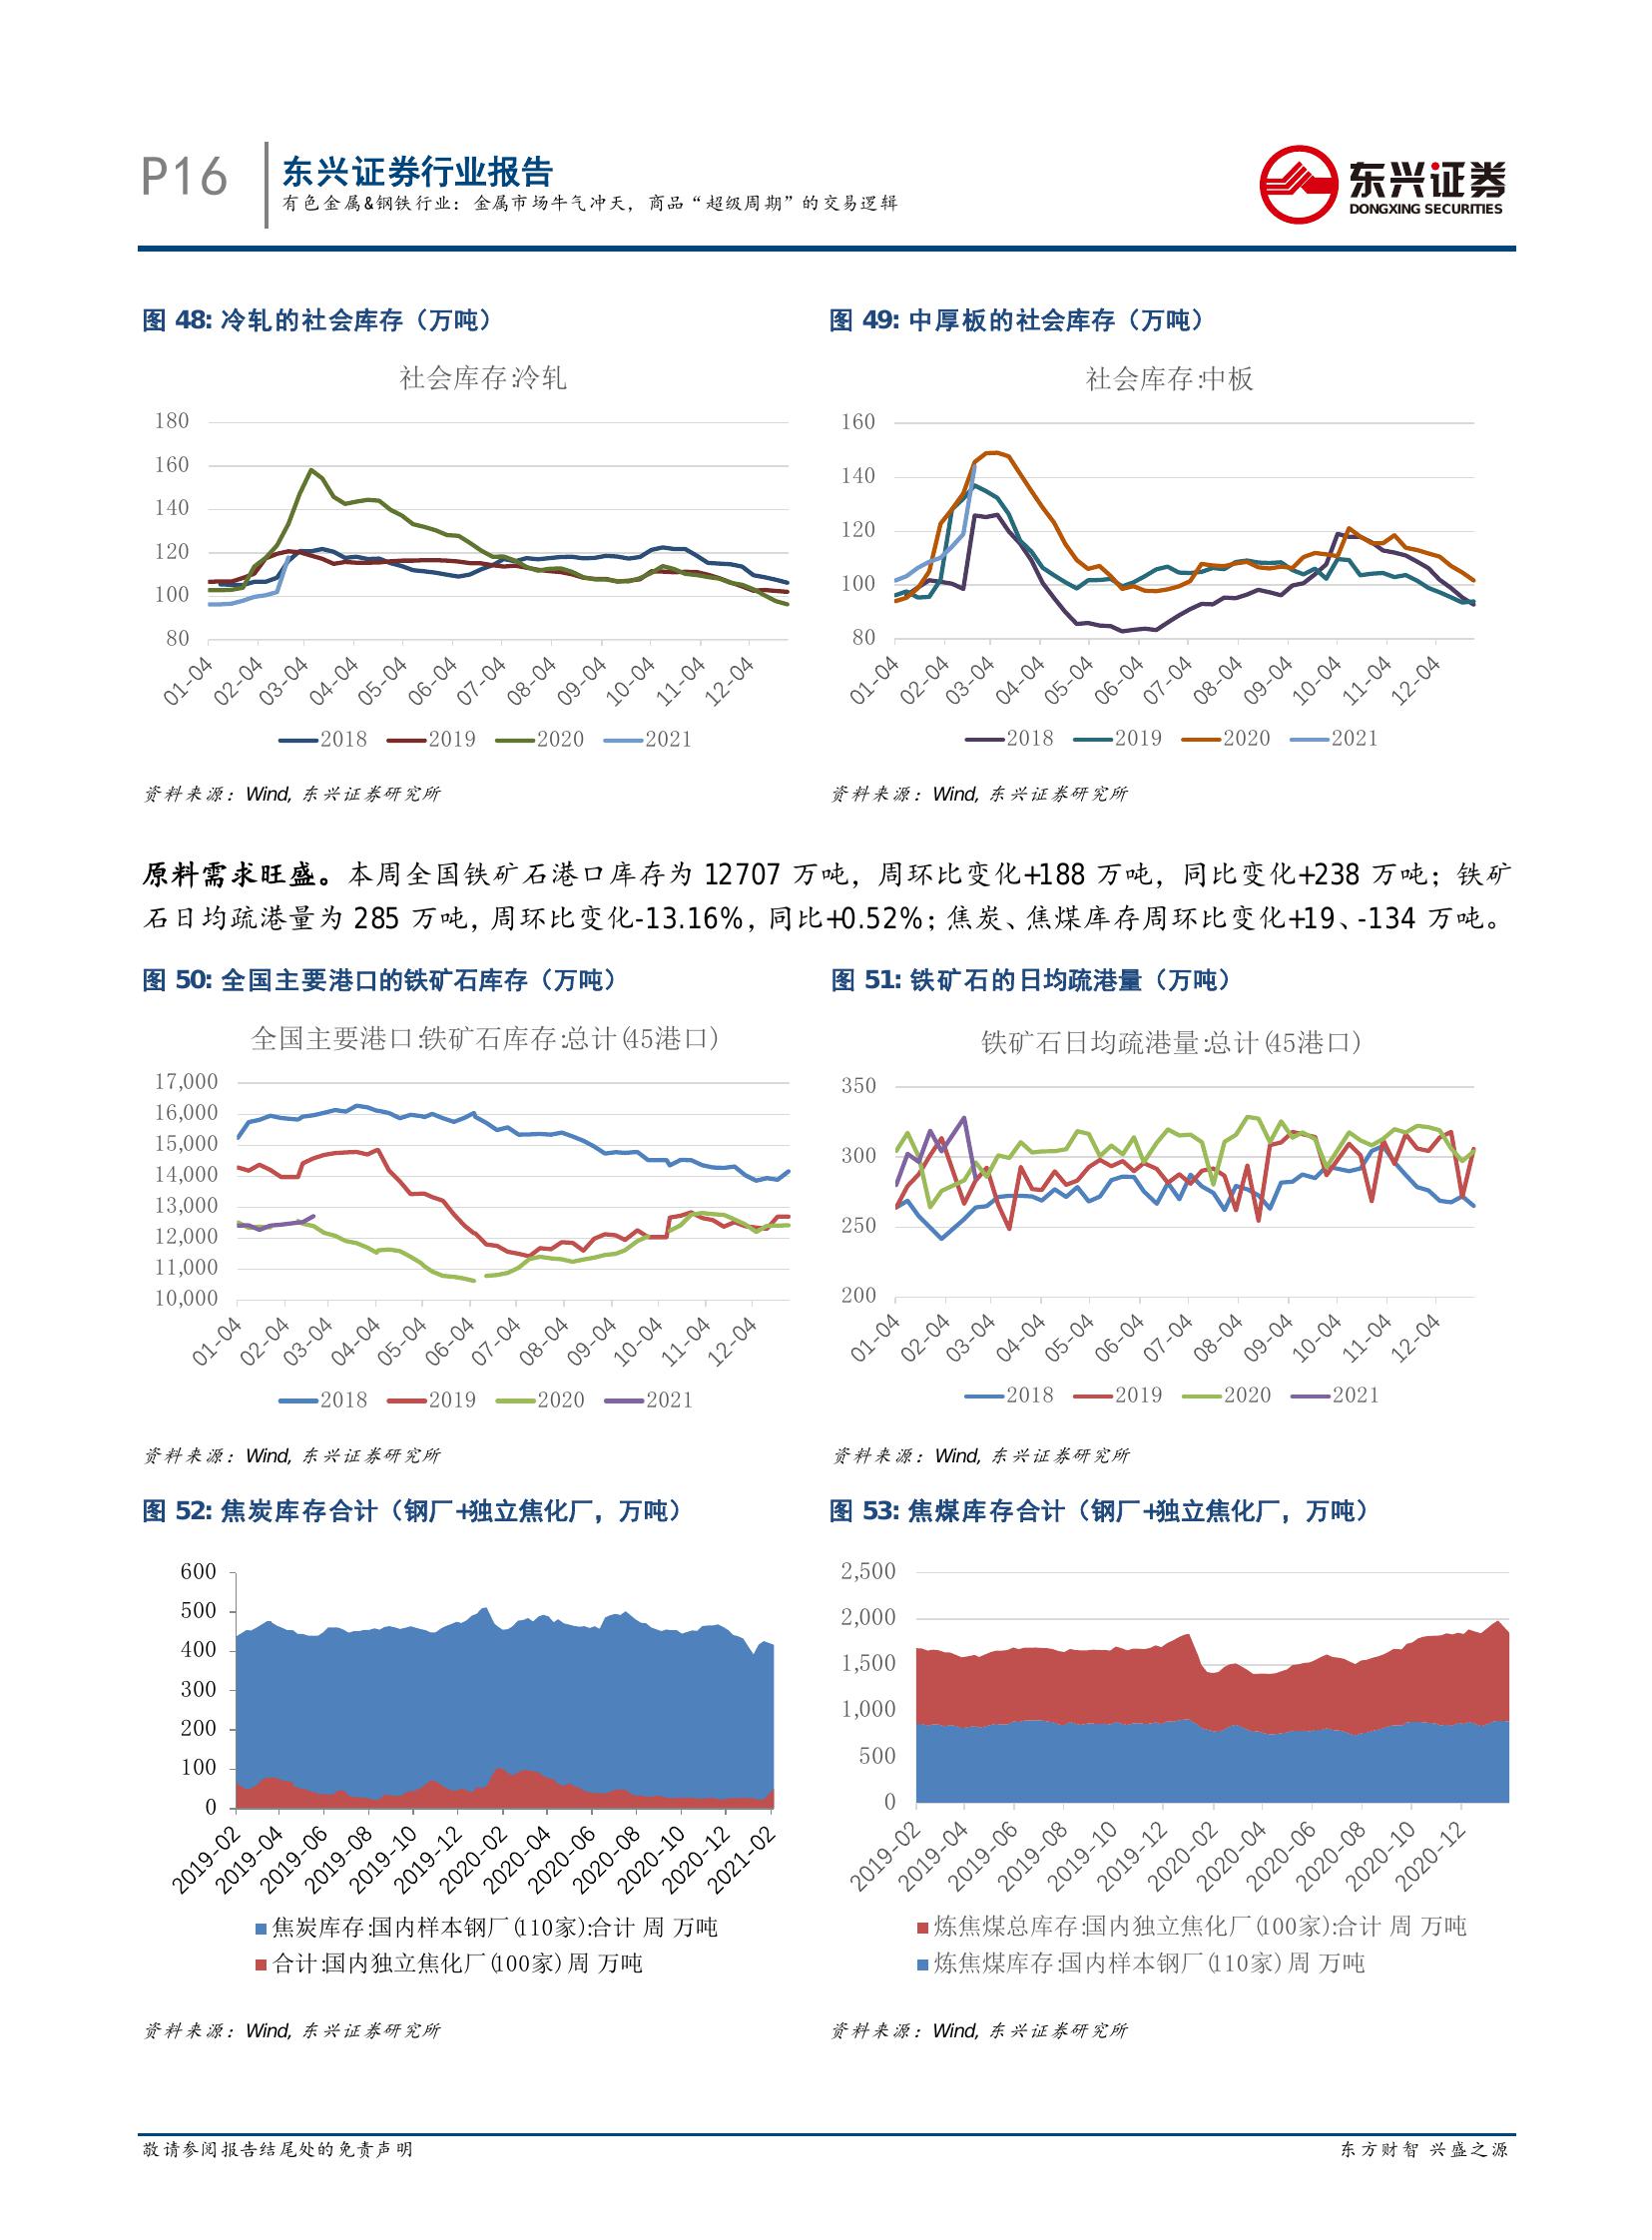 P16
东兴证券行业报告
有色金属&钢铁行业：金属市场牛气冲天，商品“超级周期”的交易逻辑
东兴证券
DONGXING SECURITIES
图 48: 冷轧的社会库存（万吨）
社会库存:冷轧
180
160
140
120
100
80
01-04 02-04 03-04 04-04 05-04 06-04 07-04 08-04 09-04 10-04 11-04 12-04
2018 2019 2020 2021
资料来源：Wind, 东兴证券研究所
图 49: 中厚板的社会库存（万吨）
社会库存:中板
160
140
120
100
80
01-04 02-04 03-04 04-04 05-04 06-04 07-04 08-04 09-04 10-04 11-04 12-04
2018 2019 2020 2021
资料来源：Wind, 东兴证券研究所
原料需求旺盛。本周全国铁矿石港口库存为 12707 万吨，周环比变化+188 万吨，同比变化+238 万吨；铁矿
石日均疏港量为 285 万吨，周环比变化-13.16%，同比+0.52%；焦炭、焦煤库存周环比变化+19、-134 万吨。
图 50: 全国主要港口的铁矿石库存（万吨）
全国主要港口:铁矿石库存:总计(45港口)
17,000
16,000
15,000
14,000
13,000
12,000
11,000
10,000
01-04 02-04 03-04 04-04 05-04 06-04 07-04 08-04 09-04 10-04 11-04 12-04
2018 2019 2020 2021
资料来源：Wind, 东兴证券研究所
图 51: 铁矿石的日均疏港量（万吨）
铁矿石日均疏港量:总计(45港口)
350
300
250
200
01-04 02-04 03-04 04-04 05-04 06-04 07-04 08-04 09-04 10-04 11-04 12-04
2018 2019 2020 2021
资料来源：Wind, 东兴证券研究所
图 52: 焦炭库存合计（钢厂+独立焦化厂，万吨）
600
500
400
300
200
100
0
2019-02 2019-04 2019-06 2019-08 2019-10 2019-12 2020-02 2020-04 2020-06 2020-08 2020-10 2020-12 2021-02
焦炭库存:国内样本钢厂(110家):合计 周 万吨
合计:国内独立焦化厂(100家) 周 万吨
资料来源：Wind, 东兴证券研究所
图 53: 焦煤库存合计（钢厂+独立焦化厂，万吨）
2,500
2,000
1,500
1,000
500
0
2019-02 2019-04 2019-06 2019-08 2019-10 2019-12 2020-02 2020-04 2020-06 2020-08 2020-10 2020-12
炼焦煤总库存:国内独立焦化厂(100家):合计 周 万吨
炼焦煤库存:国内样本钢厂(110家) 周 万吨
资料来源：Wind, 东兴证券研究所
敬请参阅报告结尾处的免责声明
东方财智 兴盛之源